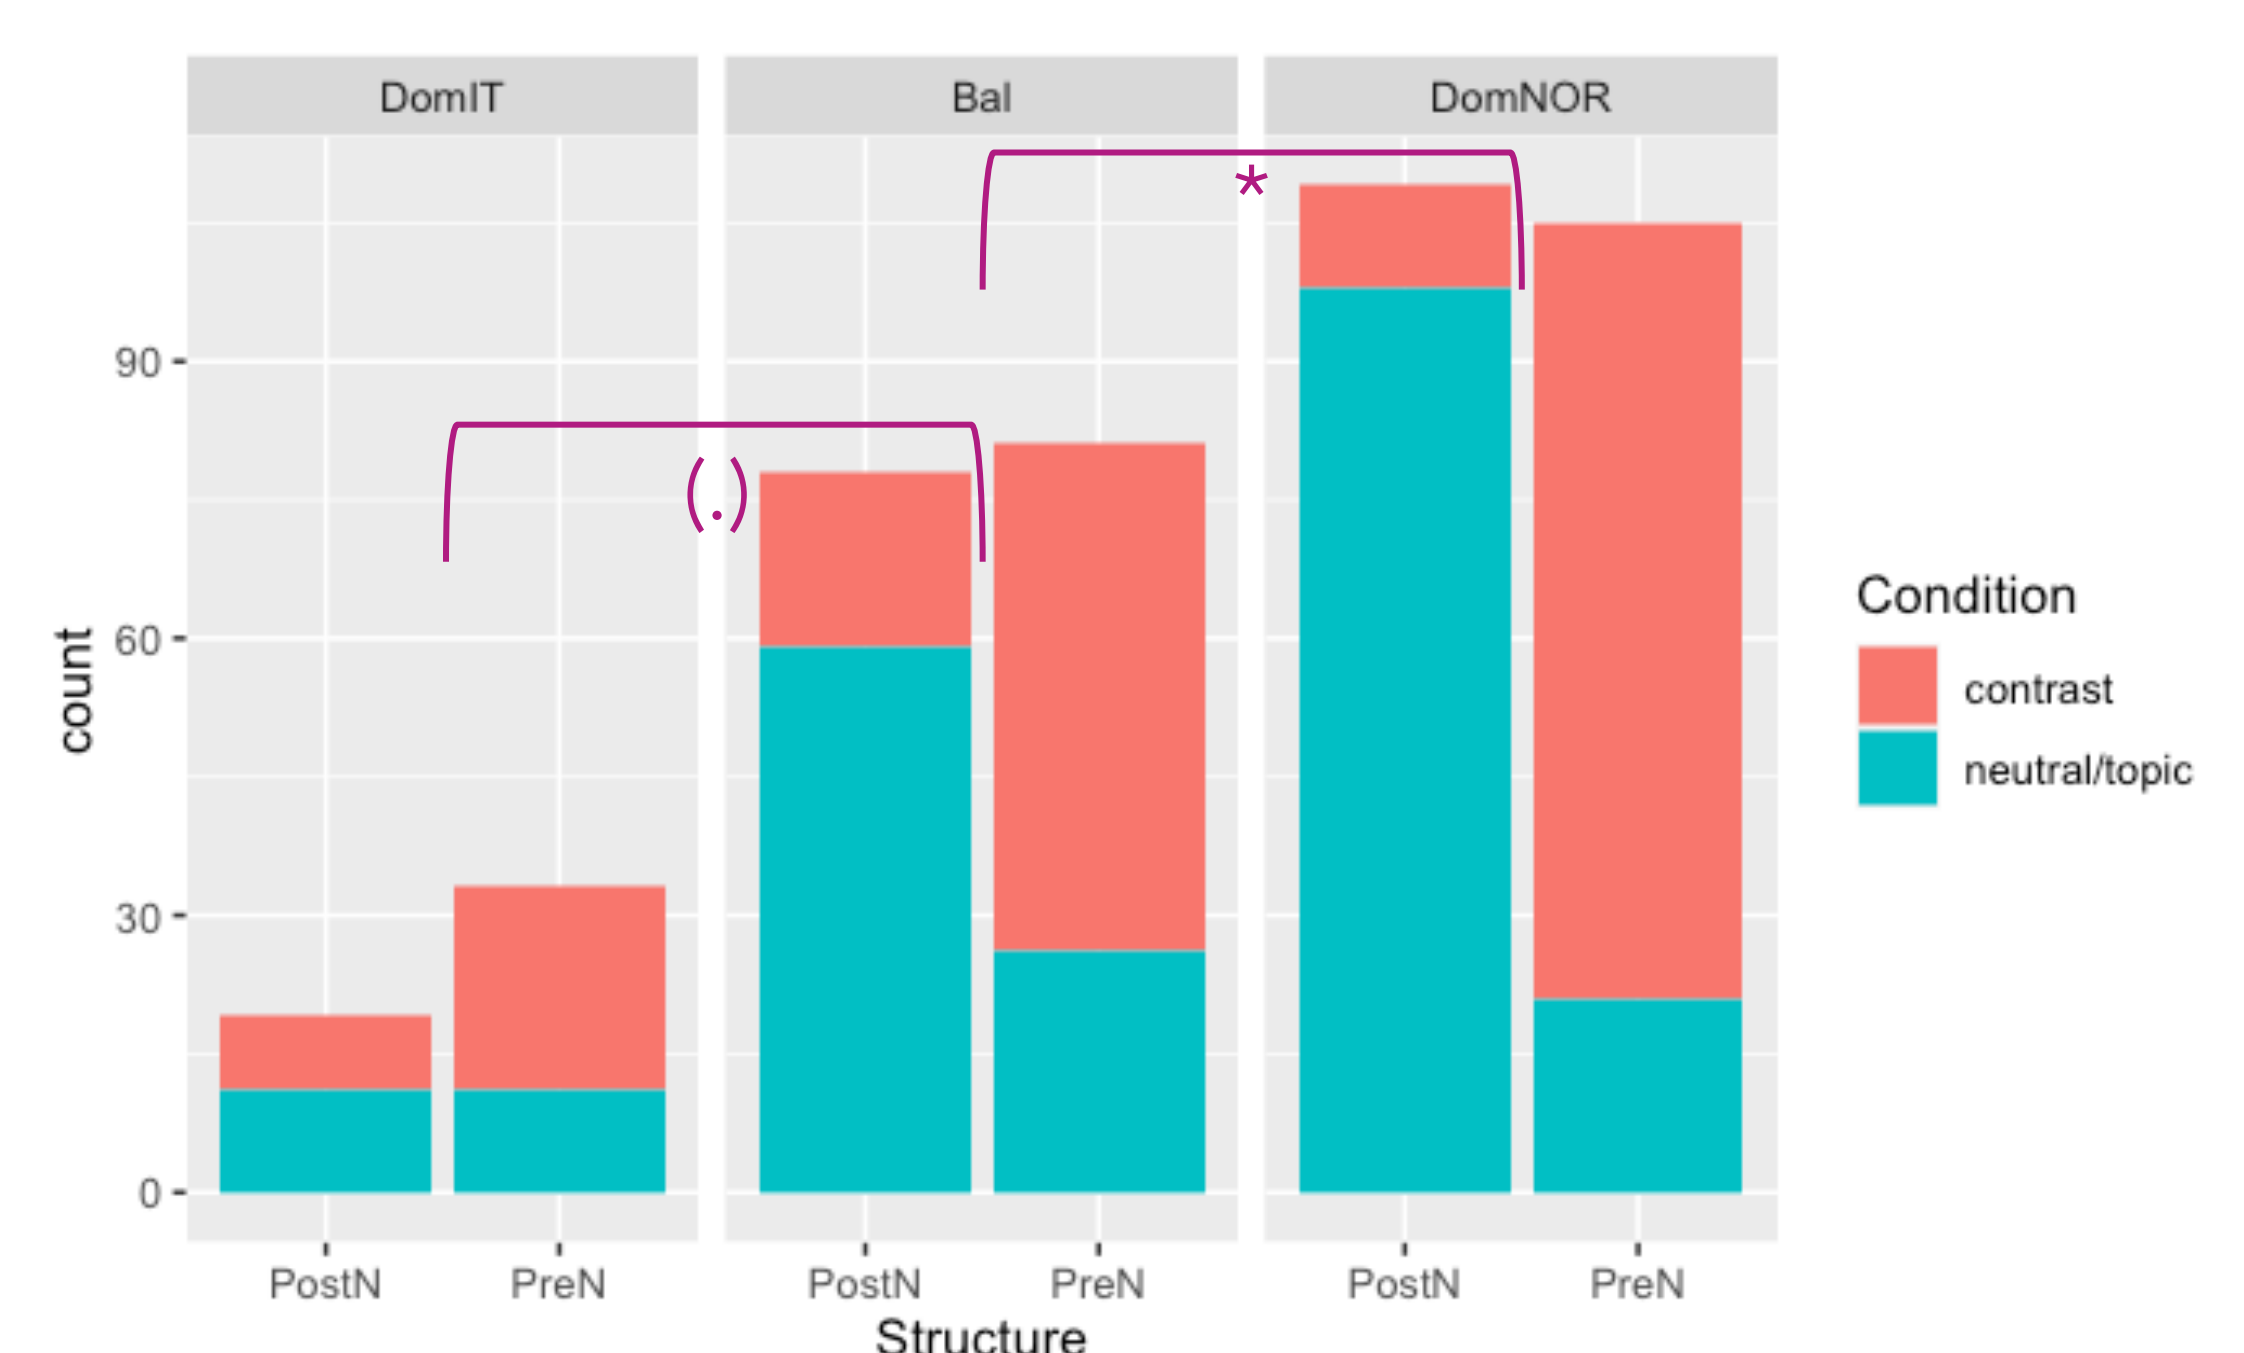 DomIT Bal DomNOR
*
90
(.)
60
30
0
count
PostN PreN PostN PreN PostN PreN
Structure
Condition
contrast
neutral/topic